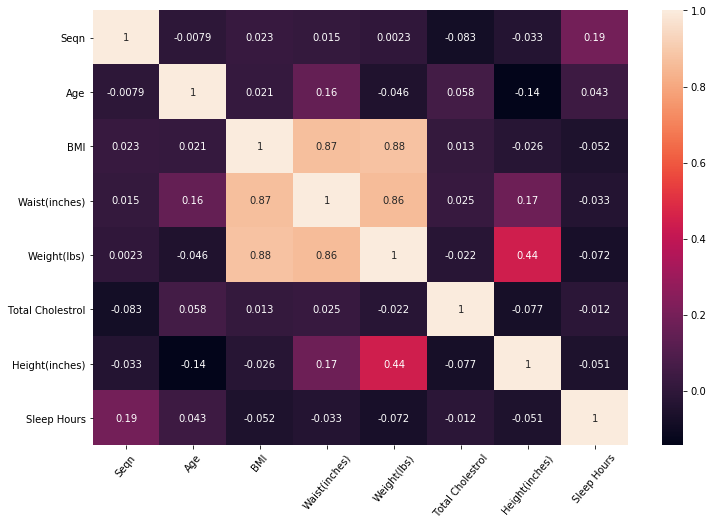 1.0
Seqn 1 -0.0079 0.023 0.015 0.0023 -0.083 -0.033 0.19
Age -0.0079 1 0.021 0.16 -0.046 0.058 -0.14 0.043
0.8
BMI 0.023 0.021 1 0.87 0.88 0.013 -0.026 -0.052
0.6
Waist(inches) 0.015 0.16 0.87 1 0.86 0.025 0.17 -0.033
Weight(lbs) 0.0023 -0.046 0.88 0.86 1 -0.022 0.44 -0.072
0.4
Total Cholestrol -0.083 0.058 0.013 0.025 -0.022 1 -0.077 -0.012
0.2
Height(inches) -0.033 -0.14 -0.026 0.17 0.44 -0.077 1 -0.051
0.0
Sleep Hours 0.19 0.043 -0.052 -0.033 -0.072 -0.012 -0.051 1
Seqn
Age
BMI
Waist(inches)
Weight(lbs)
Total Cholestrol
Height(inches)
Sleep Hours